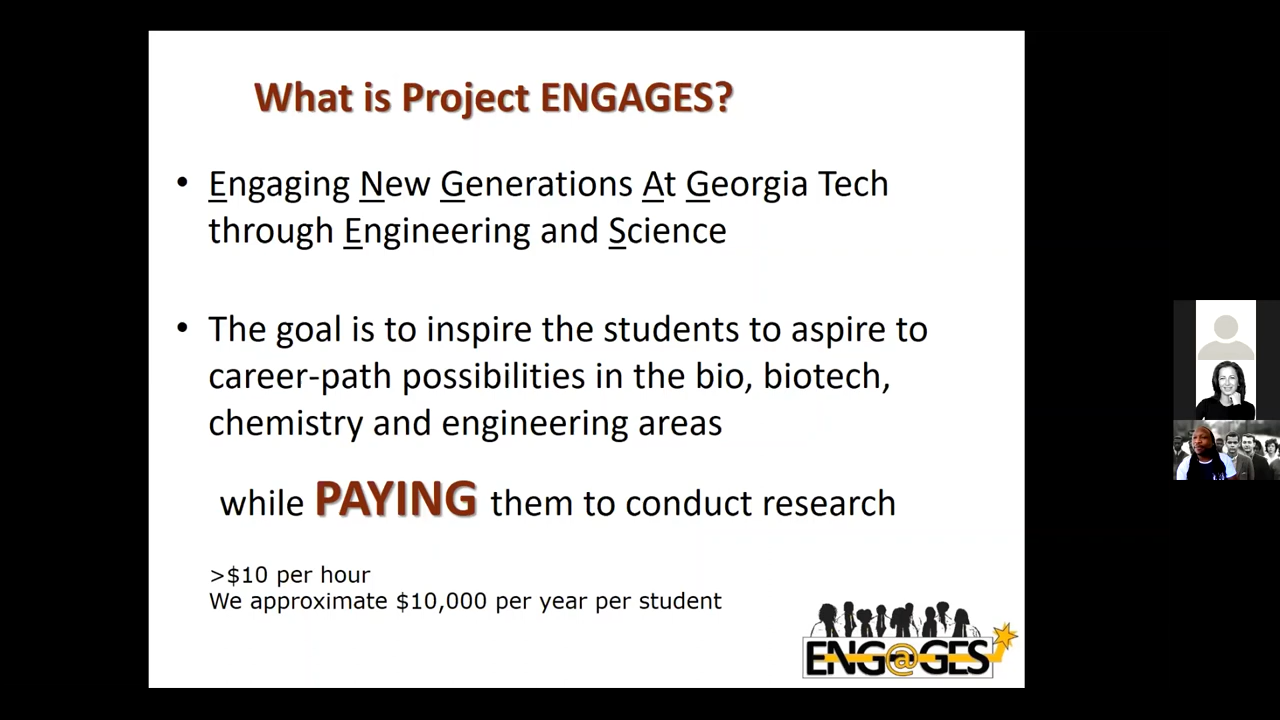 What is Project ENGAGES?
• Engaging New Generations At Georgia Tech
through Engineering and Science
• The goal is to inspire the students to aspire to
career-path possibilities in the bio, biotech,
chemistry and engineering areas
while PAYING them to conduct research
>$10 per hour
We approximate $10,000 per year per student
ENG@GES